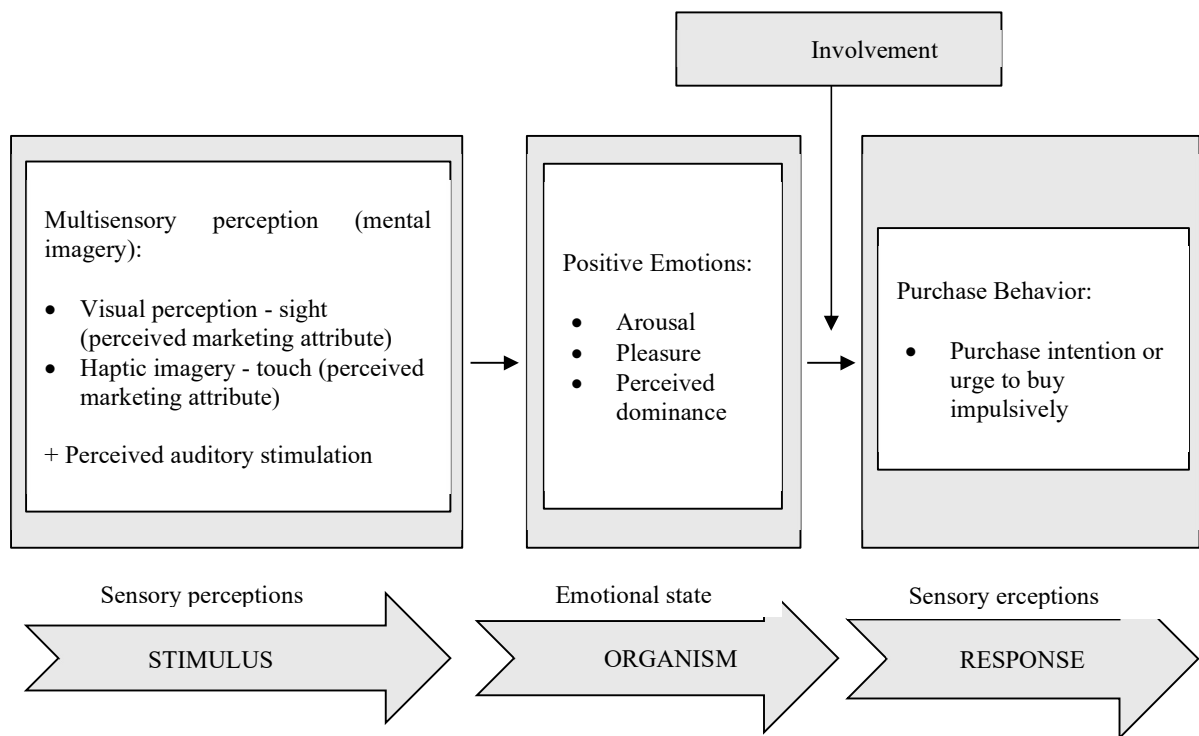 Involvement
Multisensory perception (mental
imagery):
• Visual perception - sight
(perceived marketing attribute)
• Haptic imagery - touch (perceived
marketing attribute)
+ Perceived auditory stimulation
Positive Emotions:
• Arousal
• Pleasure
• Perceived
dominance
Purchase Behavior:
• Purchase intention or
urge to buy
impulsively
Sensory perceptions
Emotional state
Sensory erceptions
STIMULUS
ORGANISM
RESPONSE